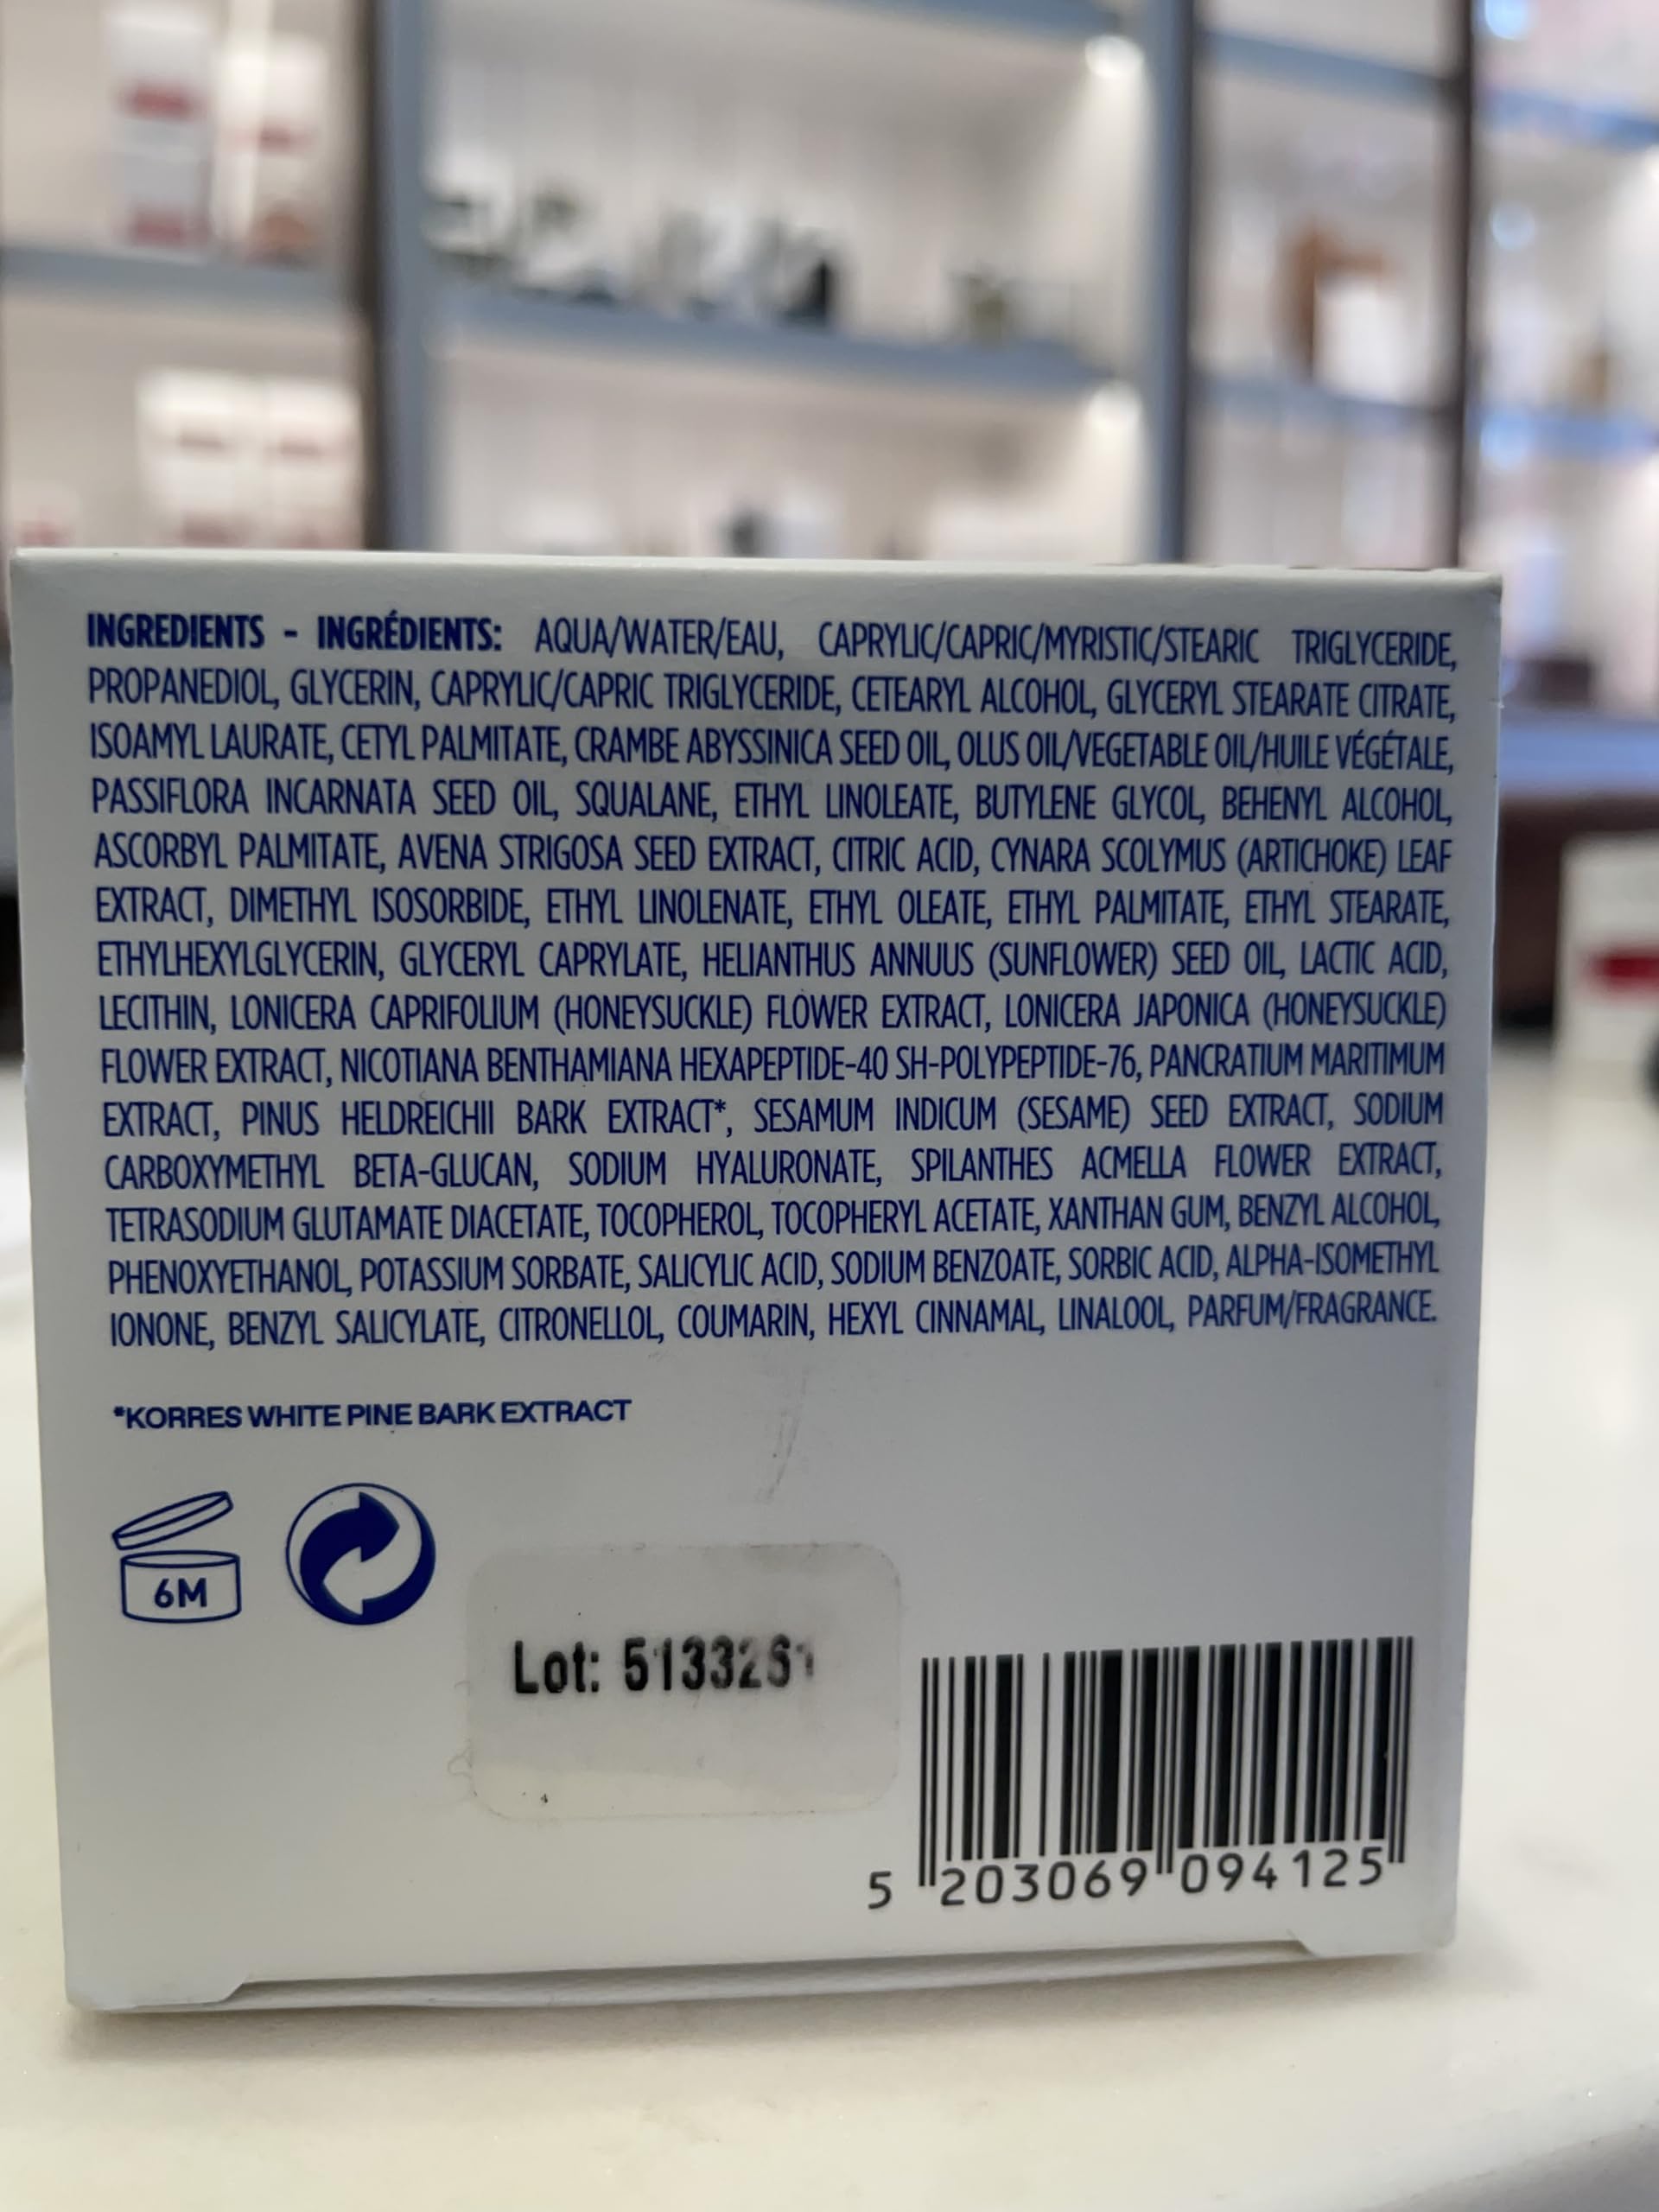 INGREDIENTS - INGRÉDIENTS: AQUA/WATER/EAU, CAPRYLIC/CAPRIC/MYRISTIC/STEARIC TRIGLYCERIDE,
PROPANEDIOL, GLYCERIN, CAPRYLIC/CAPRIC TRIGLYCERIDE, CETEARYL ALCOHOL, GLYCERYL STEARATE CITRATE,
ISOAMYL LAURATE, CETYL PALMITATE, CRAMBE ABYSSINICA SEED OIL, OLUS OIL/VEGETABLE OIL/HUILE VÉGÉTALE,
PASSIFLORA INCARNATA SEED OIL, SQUALANE, ETHYL LINOLEATE, BUTYLENE GLYCOL, BEHENYL ALCOHOL,
ASCORBYL PALMITATE, AVENA STRIGOSA SEED EXTRACT, CITRIC ACID, CYNARA SCOLYMUS (ARTICHOKE) LEAF
EXTRACT, DIMETHYL ISOSORBIDE, ETHYL LINOLENATE, ETHYL OLEATE, ETHYL PALMITATE, ETHYL STEARATE,
ETHYLHEXYLGLYCERIN, GLYCERYL CAPRYLATE, HELIANTHUS ANNUUS (SUNFLOWER) SEED OIL, LACTIC ACID,
LECITHIN, LONICERA CAPRIFOLIUM (HONEYSUCKLE) FLOWER EXTRACT, LONICERA JAPONICA (HONEYSUCKLE)
FLOWER EXTRACT, NICOTIANA BENTHAMIANA HEXAPEPTIDE-40 SH-POLYPEPTIDE-76, PANCRATIUM MARITIMUM
EXTRACT, PINUS HELDREICHII BARK EXTRACT*, SESAMUM INDICUM (SESAME) SEED EXTRACT, SODIUM
CARBOXYMETHYL BETA-GLUCAN, SODIUM HYALURONATE, SPILANTHES ACMELLA FLOWER EXTRACT,
TETRASODIUM GLUTAMATE DIACETATE, TOCOPHEROL, TOCOPHERYL ACETATE, XANTHAN GUM, BENZYL ALCOHOL,
PHENOXYETHANOL, POTASSIUM SORBATE, SALICYLIC ACID, SODIUM BENZOATE, SORBIC ACID, ALPHA-ISOMETHYL
IONONE, BENZYL SALICYLATE, CITRONELLOL, COUMARIN, HEXYL CINNAMAL, LINALOOL, PARFUM/FRAGRANCE.
*KORRES WHITE PINE BARK EXTRACT
6M
Lot:
5 203069 094125